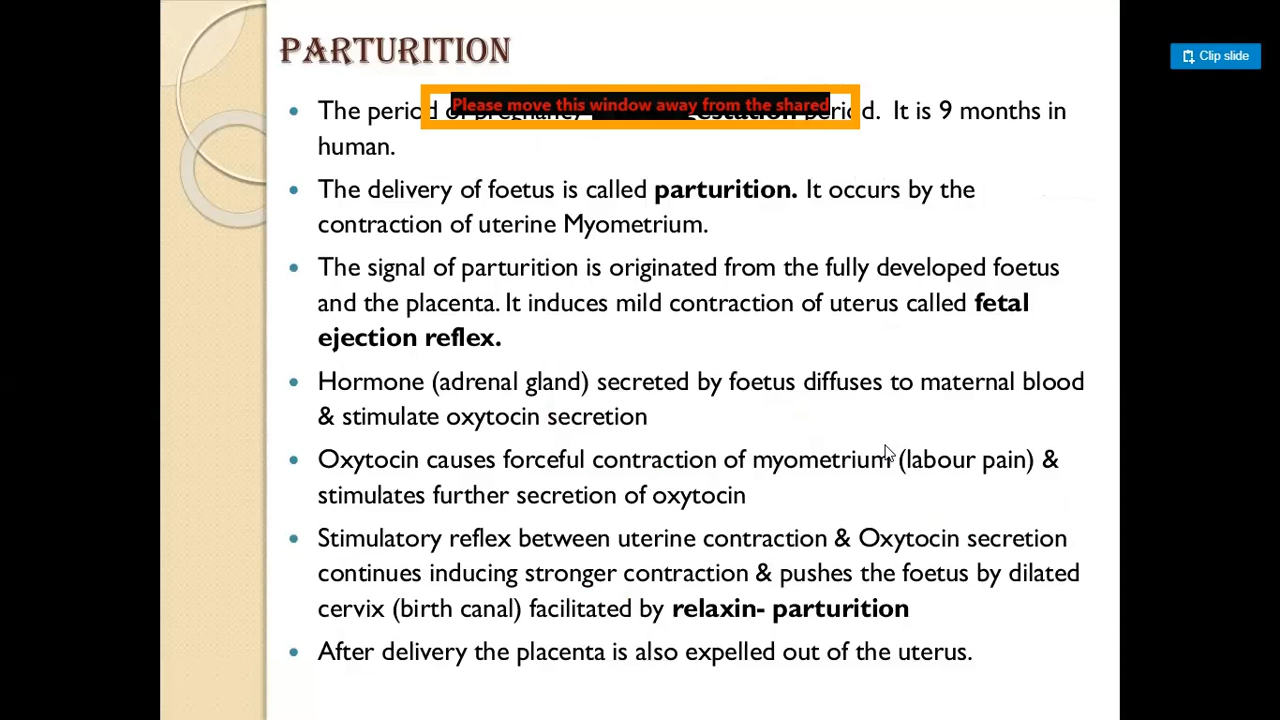 PARTURITION
Clip slide
Please move this window away from the shared
• The period of pregnancy period. It is 9 months in
human.
• The delivery of foetus is called parturition. It occurs by the
contraction of uterine Myometrium.
• The signal of parturition is originated from the fully developed foetus
and the placenta. It induces mild contraction of uterus called fetal
ejection reflex.
• Hormone (adrenal gland) secreted by foetus diffuses to maternal blood
& stimulate oxytocin secretion
• Oxytocin causes forceful contraction of myometrium (labour pain) &
stimulates further secretion of oxytocin
• Stimulatory reflex between uterine contraction & Oxytocin secretion
continues inducing stronger contraction & pushes the foetus by dilated
cervix (birth canal) facilitated by relaxin- parturition
• After delivery the placenta is also expelled out of the uterus.